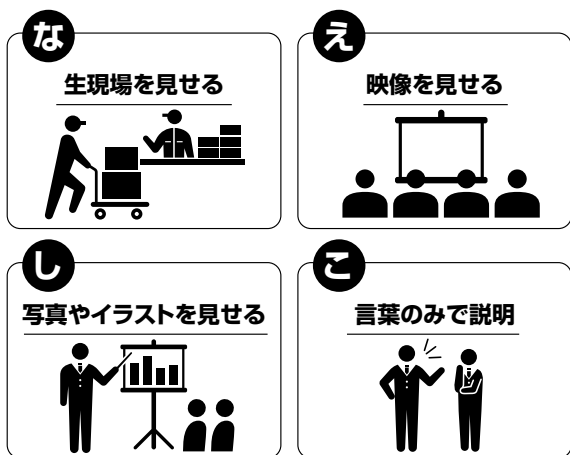 な
生現場を見せる
え
映像を見せる
し
写真やイラストを見せる
こ
言葉のみで説明